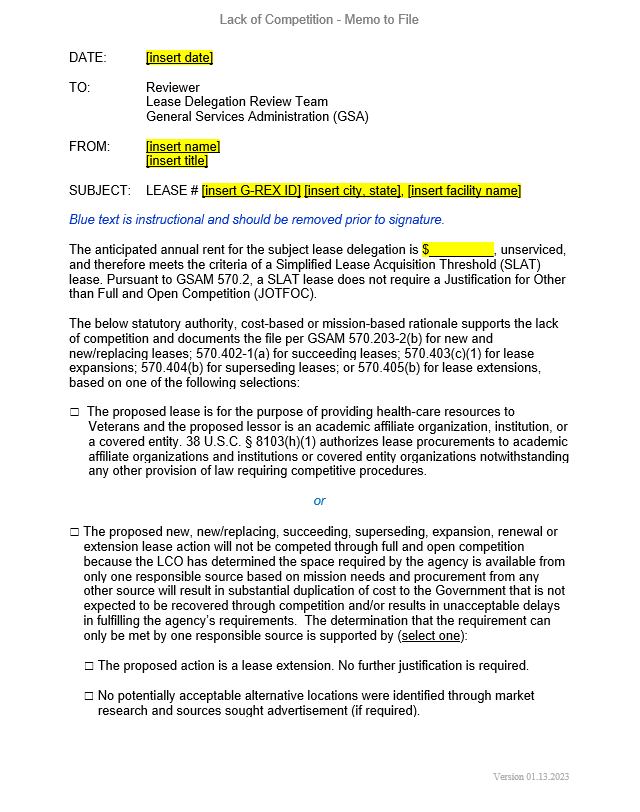 Lack of Competition - Memo to File
DATE: [insert date]
TO: Reviewer
Lease Delegation Review Team
General Services Administration (GSA)
FROM: [insert name]
[insert title]
SUBJECT: LEASE # [insert G-REX ID] [insert city, state], [insert facility name]
Blue text is instructional and should be removed prior to signature.
The anticipated annual rent for the subject lease delegation is $_________, unserviced,
and therefore meets the criteria of a Simplified Lease Acquisition Threshold (SLAT)
lease. Pursuant to GSAM 570.2, a SLAT lease does not require a Justification for Other
than Full and Open Competition (JOTFOC).
The below statutory authority, cost-based or mission-based rationale supports the lack
of competition and documents the file per GSAM 570.203-2(b) for new and
new/replacing leases; 570.402-1(a) for succeeding leases; 570.403(c)(1) for lease
expansions; 570.404(b) for superseding leases; or 570.405(b) for lease extensions,
based on one of the following selections:
☐ The proposed lease is for the purpose of providing health-care resources to
Veterans and the proposed lessor is an academic affiliate organization, institution, or
a covered entity. 38 U.S.C. § 8103(h)(1) authorizes lease procurements to academic
affiliate organizations and institutions or covered entity organizations notwithstanding
any other provision of law requiring competitive procedures.
or
☐ The proposed new, new/replacing, succeeding, superseding, expansion, renewal or
extension lease action will not be competed through full and open competition
because the LCO has determined the space required by the agency is available from
only one responsible source based on mission needs and procurement from any
other source will result in substantial duplication of cost to the Government that is not
expected to be recovered through competition and/or results in unacceptable delays
in fulfilling the agency's requirements. The determination that the requirement can
only be met by one responsible source is supported by (select one):
☐ The proposed action is a lease extension. No further justification is required.
☐ No potentially acceptable alternative locations were identified through market
research and sources sought advertisement (if required).
Version 01.13.2023